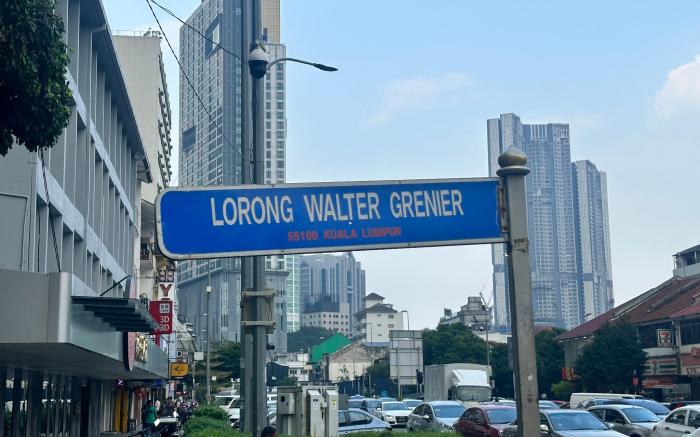 LORONG WALTER GRENIER
55100 KUALA LUMPUR